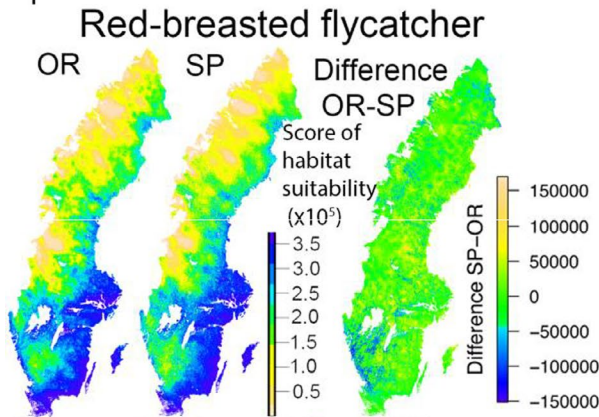 Red-breasted flycatcher
OR
SP
Difference
OR-SP
Score of
habitat
suitability
(x10⁵)
3.5
3.0
2.5
2.0
1.5
1.0
0.5
Difference SP-OR
150000
100000
50000
0
-50000
-100000
-150000